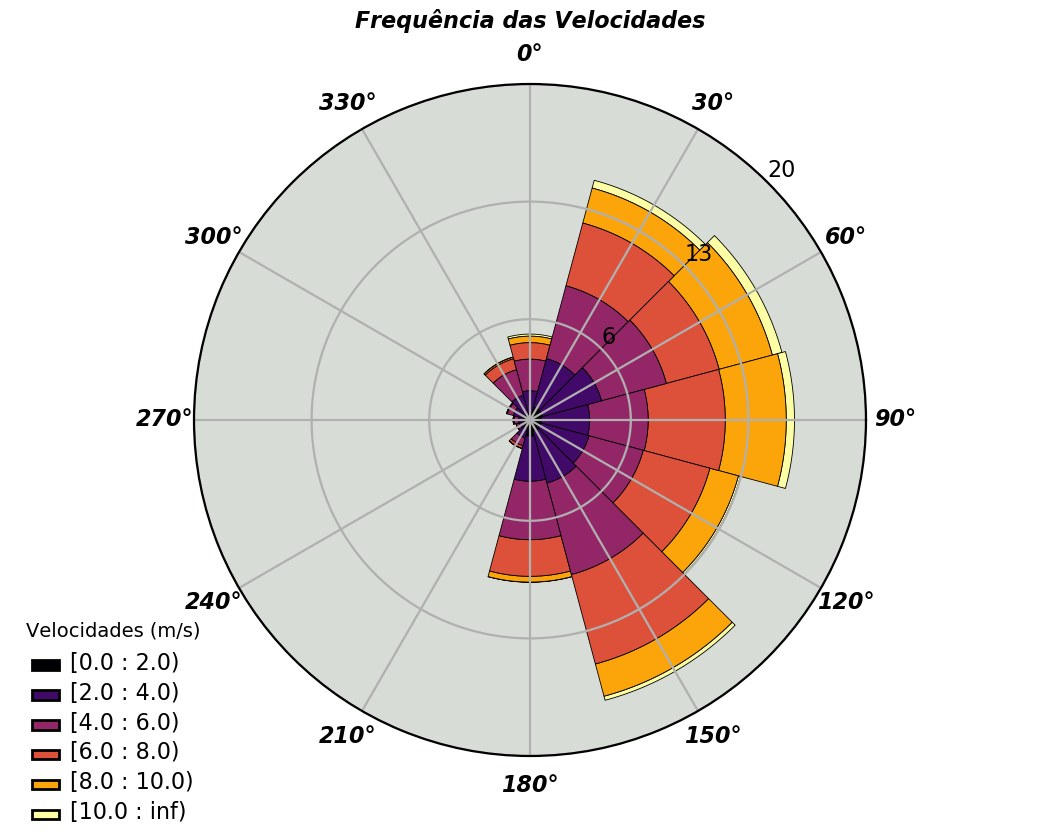 Frequência das Velocidades
0°
330°
30°
20
300°
60°
13
6
270°
90°
240°
120°
210°
150°
180°
Velocidades (m/s)
[0.0 : 2.0)
[2.0 : 4.0)
[4.0 : 6.0)
[6.0 : 8.0)
[8.0 : 10.0)
[10.0 : inf)